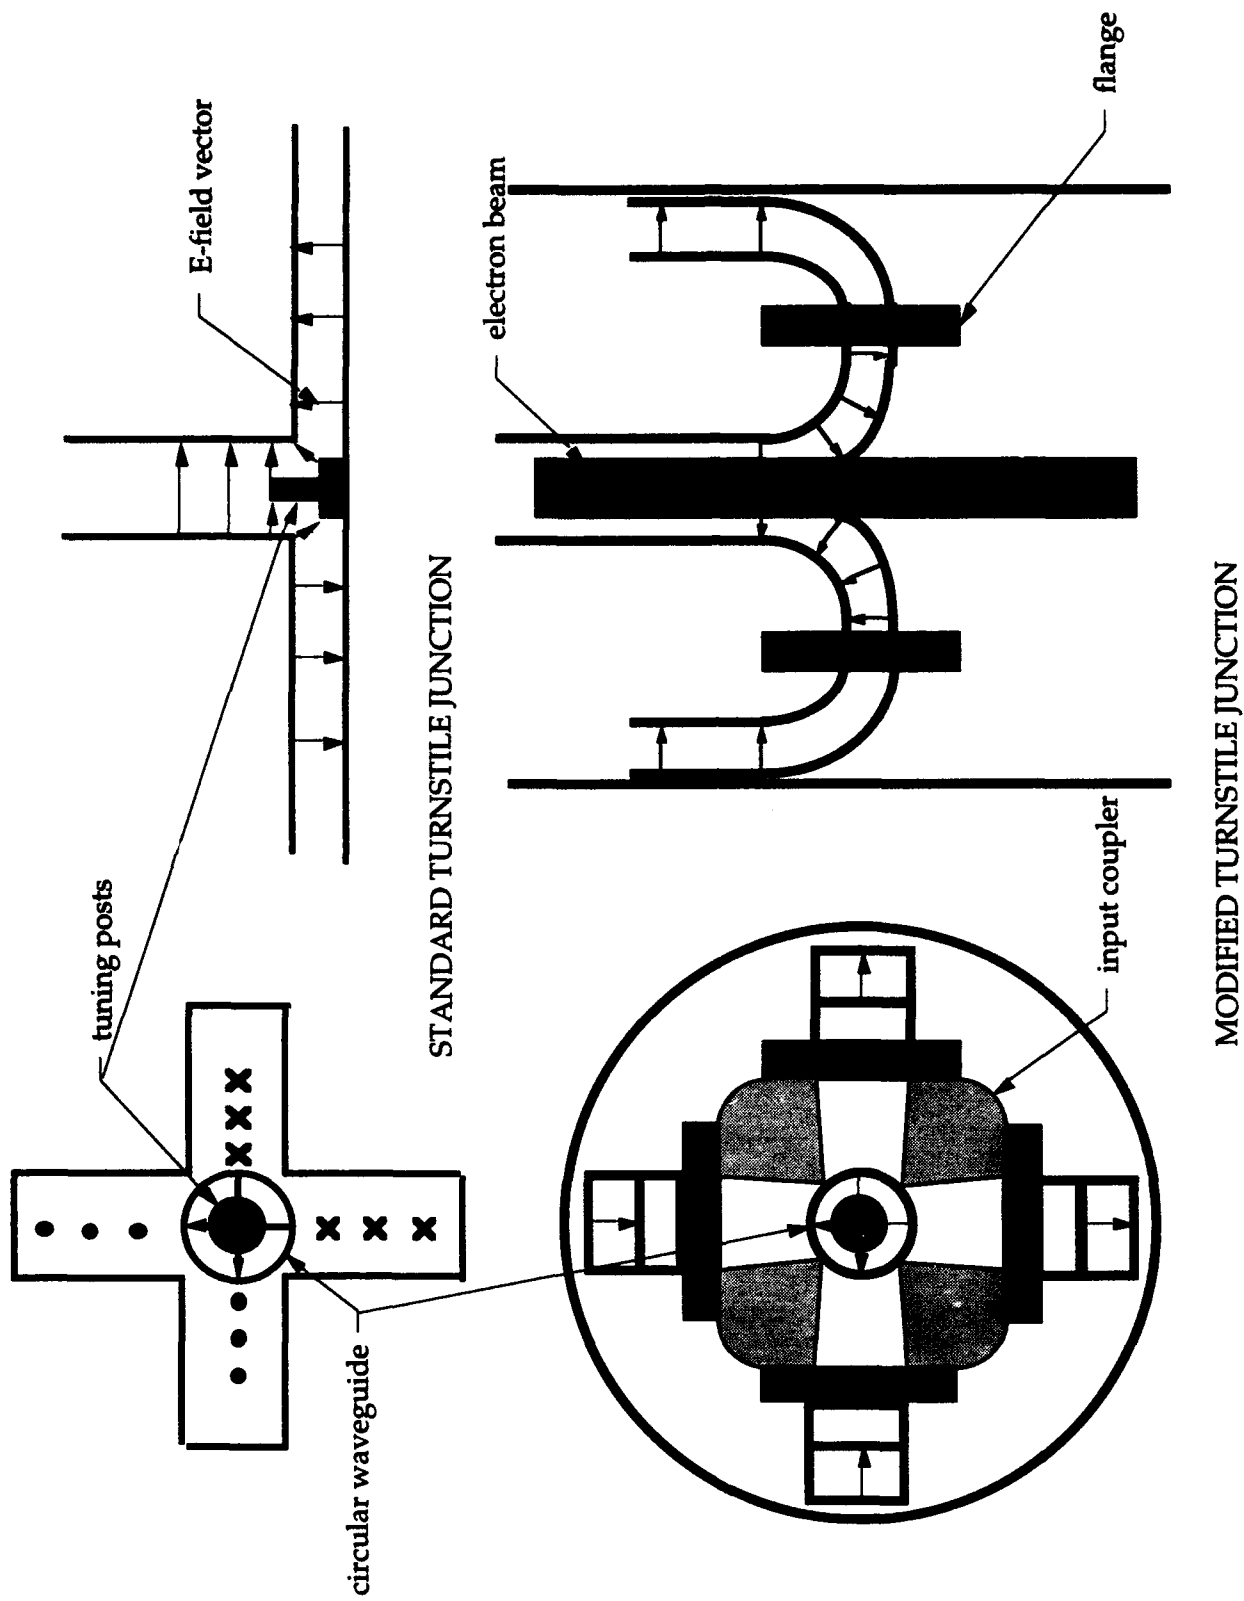 tuning posts
E-field vector
circular waveguide
STANDARD TURNSTILE JUNCTION
electron beam
input coupler
flange
MODIFIED TURNSTILE JUNCTION